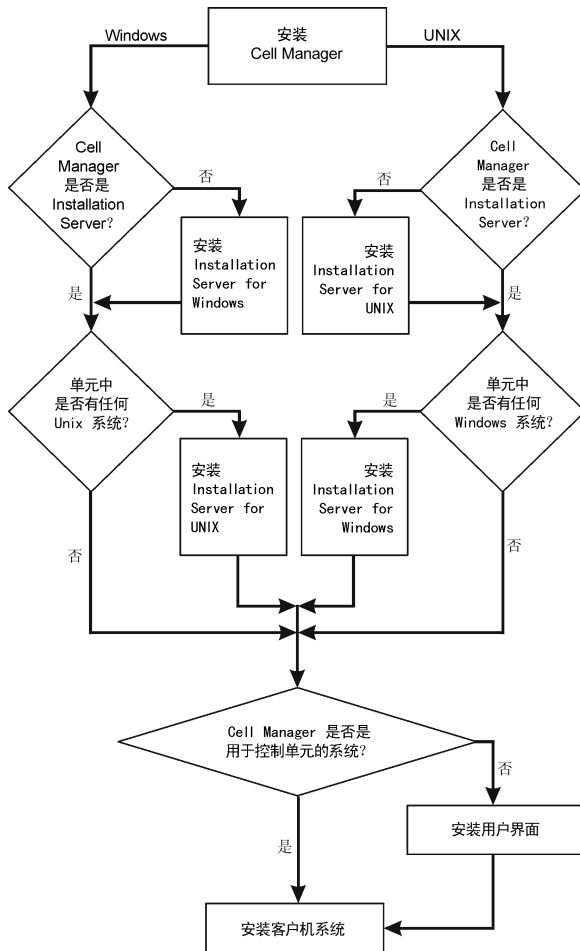 安装
Cell Manager
Windows
UNIX
Cell
Manager
是否是
Installation
Server?
否
安装
Installation
Server for
Windows
是
Cell
Manager
是否是
Installation
Server?
否
安装
Installation
Server for
UNIX
是
单元中
是否有任何
Unix 系统?
是
安装
Installation
Server for
UNIX
否
单元中
是否有任何
Windows 系统?
是
安装
Installation
Server for
Windows
否
Cell Manager 是否是
用于控制单元的系统?
否
安装用户界面
是
安装客户机系统